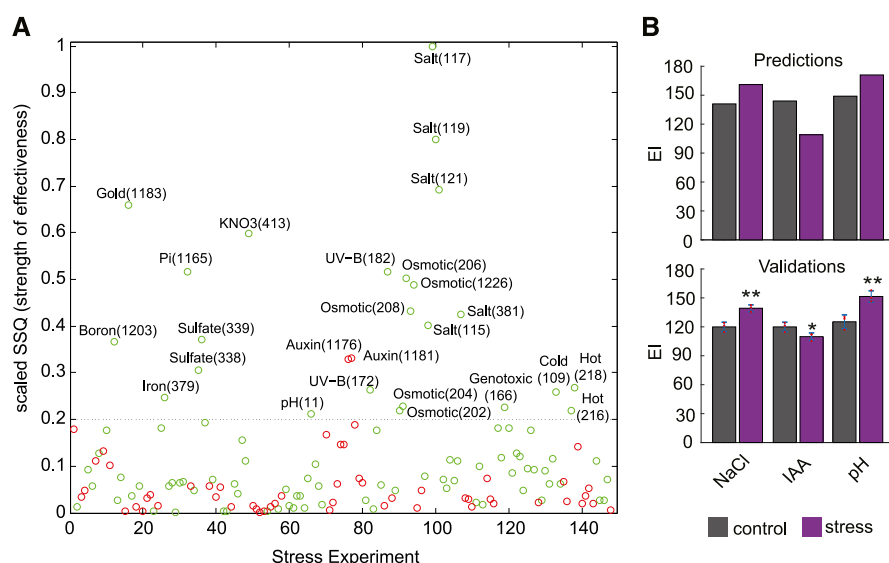 A
scaled SSQ (strength of effectiveness)
1
0.9
0.8
0.7
0.6
0.5
0.4
0.3
0.2
0.1
0
Salt(117)
Salt(119)
Salt(121)
Gold(1183)
KNO3(413)
Pi(1165)
UV−B(182)
Osmotic(206)
Osmotic(1226)
Osmotic(208)
Salt(381)
Salt(115)
Boron(1203)
Sulfate(339)
Sulfate(338)
Auxin(1176)
Auxin(1181)
Iron(379)
UV−B(172)
pH(11)
Osmotic(204)
Osmotic(202)
Genotoxic
(166)
Cold
(109)
Hot
(218)
Hot
(216)
0 20 40 60 80 100 120 140
Stress Experiment
B
Predictions
EI
180
150
120
90
60
30
0
Validations
EI
180
150
120
90
60
30
0
** * **
NaCl IAA pH
control stress